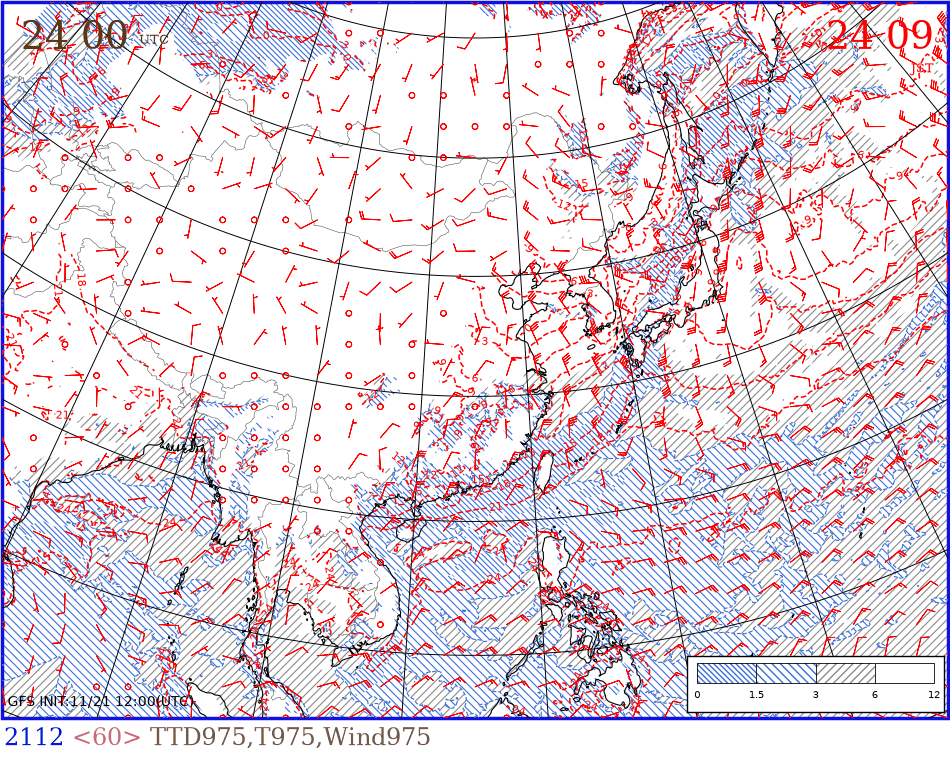 24 00 UTC
24 09
JST
GFS INIT:11/21 12:00(UTC)
0 1.5 3 6 12
2112 <60> TTD975,T975,Wind975